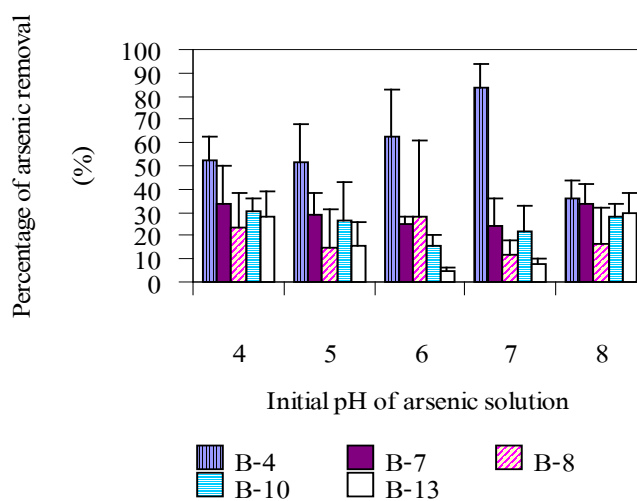 Percentage of arsenic removal
(%)
100
90
80
70
60
50
40
30
20
10
0
4 5 6 7 8
Initial pH of arsenic solution
B-4 B-7 B-8
B-10 B-13